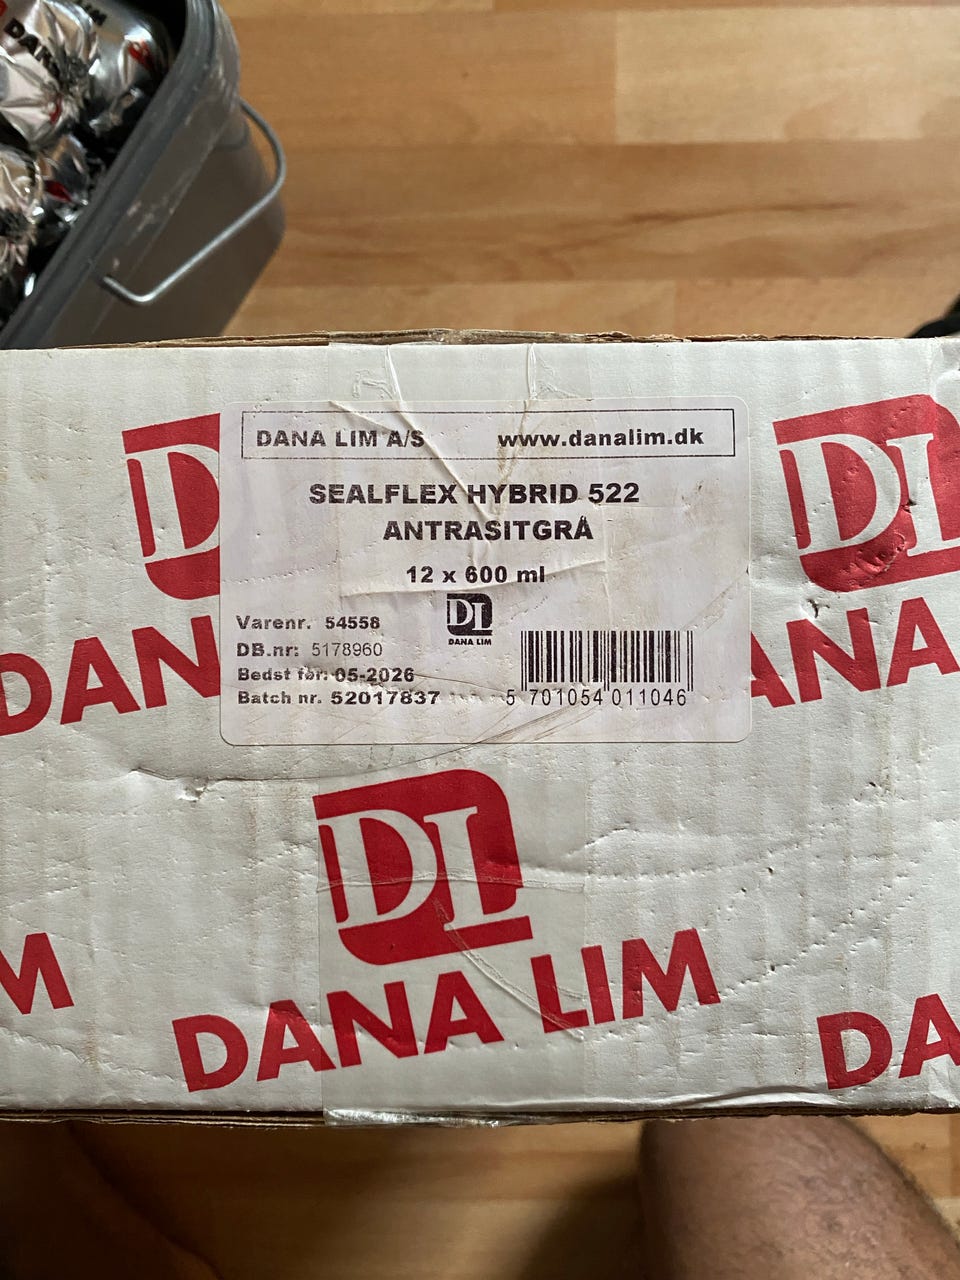 DANA LIM
DANA LIM A/S www.danalim.dk
SEALFLEX HYBRID 522
ANTRASITGRÅ
12 x 600 ml
Varenr. 54558
DB.nr: 5178960
Bedst før: 05-2026
Batch nr. 52017837
DL
DANA LIM
5 701054 011046
D
DAN
DL
ANA
DL
DANA LIM
M
DA